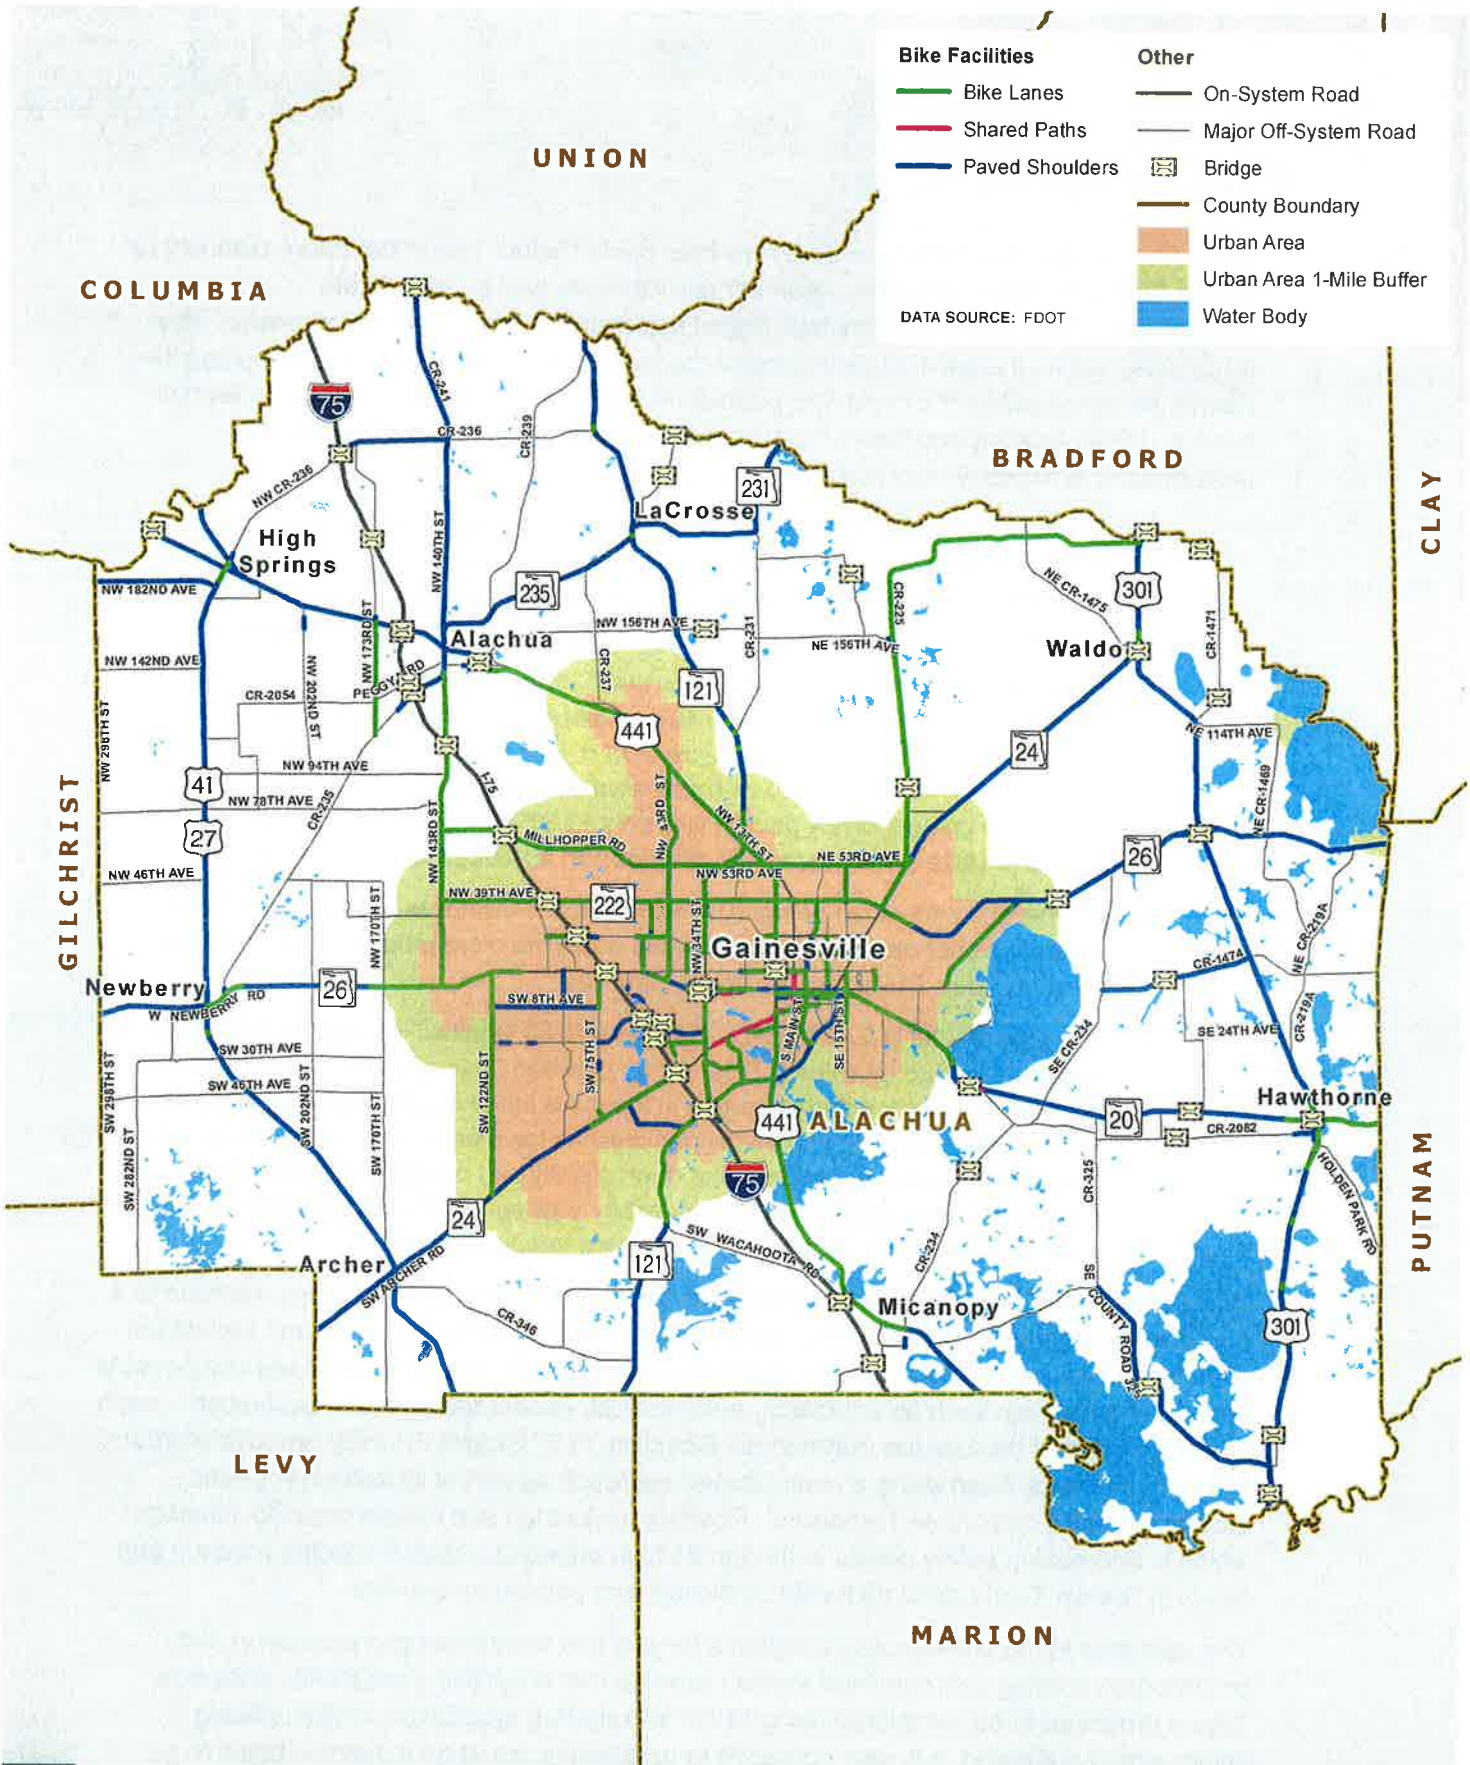 Bike Facilities
Bike Lanes
Shared Paths
Paved Shoulders
DATA SOURCE: FDOT
Other
On-System Road
Major Off-System Road
Bridge
County Boundary
Urban Area
Urban Area 1-Mile Buffer
Water Body
UNION
COLUMBIA
BRADFORD
CLAY
GILCHRIST
PUTNAM
LEVY
MARION
ALACHUA
75
CR-241
CR-236
CR-239
NW CR-236
231
LaCrosse
High
Springs
NW 182ND AVE
NW 140TH ST
235
NW 173RD ST
Alachua
NW 156TH AVE
CR-231
NE 156TH AVE
CR-225
NE CR-1475
301
CR-1471
Waldo
NW 142ND AVE
NW 202ND ST
PEGGY RD
CR-2054
CR-237
121
441
NW 298TH ST
NE 114TH AVE
24
41
NW 94TH AVE
I-75
NW 78TH AVE
CR-235
27
NW 143RD ST
MILLHOPPER RD
NW 43RD ST
NW 13TH ST
NE 53RD AVE
NW 53RD AVE
NE CR-1469
26
NW 46TH AVE
NW 39TH AVE
222
NW 170TH ST
NW 34TH ST
Gainesville
NE CR-219A
CR-1474
Newberry
W NEWBERRY RD
26
SW 8TH AVE
SW 75TH ST
S MAIN ST
SE 15TH ST
SE CR-234
SE 24TH AVE
CR-219A
SW 30TH AVE
SW 46TH AVE
SW 298TH ST
SW 202ND ST
SW 170TH ST
SW 122ND ST
SW 282ND ST
441
20
Hawthorne
CR-2082
CR-325
HOLDEN PARK RD
75
24
121
SW WACAHOOTA RD
CR-234
Archer
SW ARCHER RD
CR-346
Micanopy
SE COUNTY ROAD 325
301